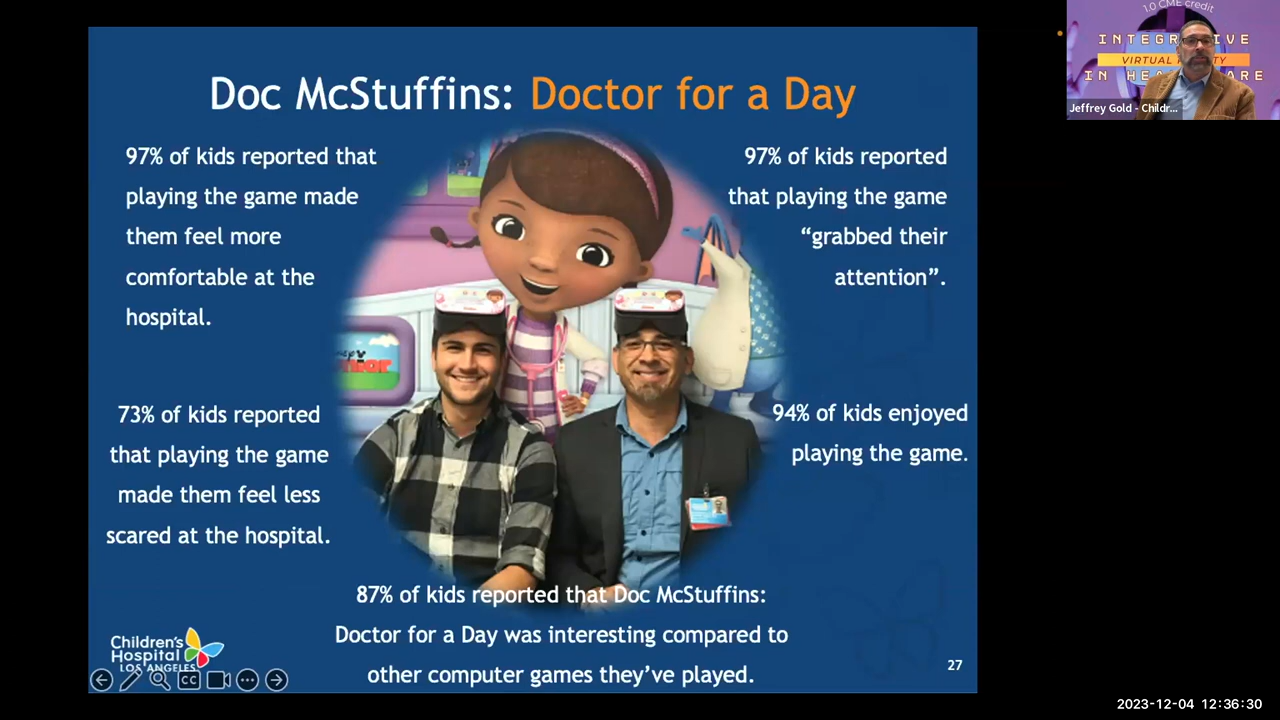 Doc McStuffins: Doctor for a Day
97% of kids reported that
playing the game made
them feel more
comfortable at the
hospital.
97% of kids reported
that playing the game
“grabbed their
attention”.
73% of kids reported
that playing the game
made them feel less
scared at the hospital.
94% of kids enjoyed
playing the game.
87% of kids reported that Doc McStuffins:
Doctor for a Day was interesting compared to
other computer games they’ve played.
Children's
Hospital
LOS ANGELES
CC
27
1.0 CME credit
Jeffrey Gold - Childr...
2023-12-04 12:36:30